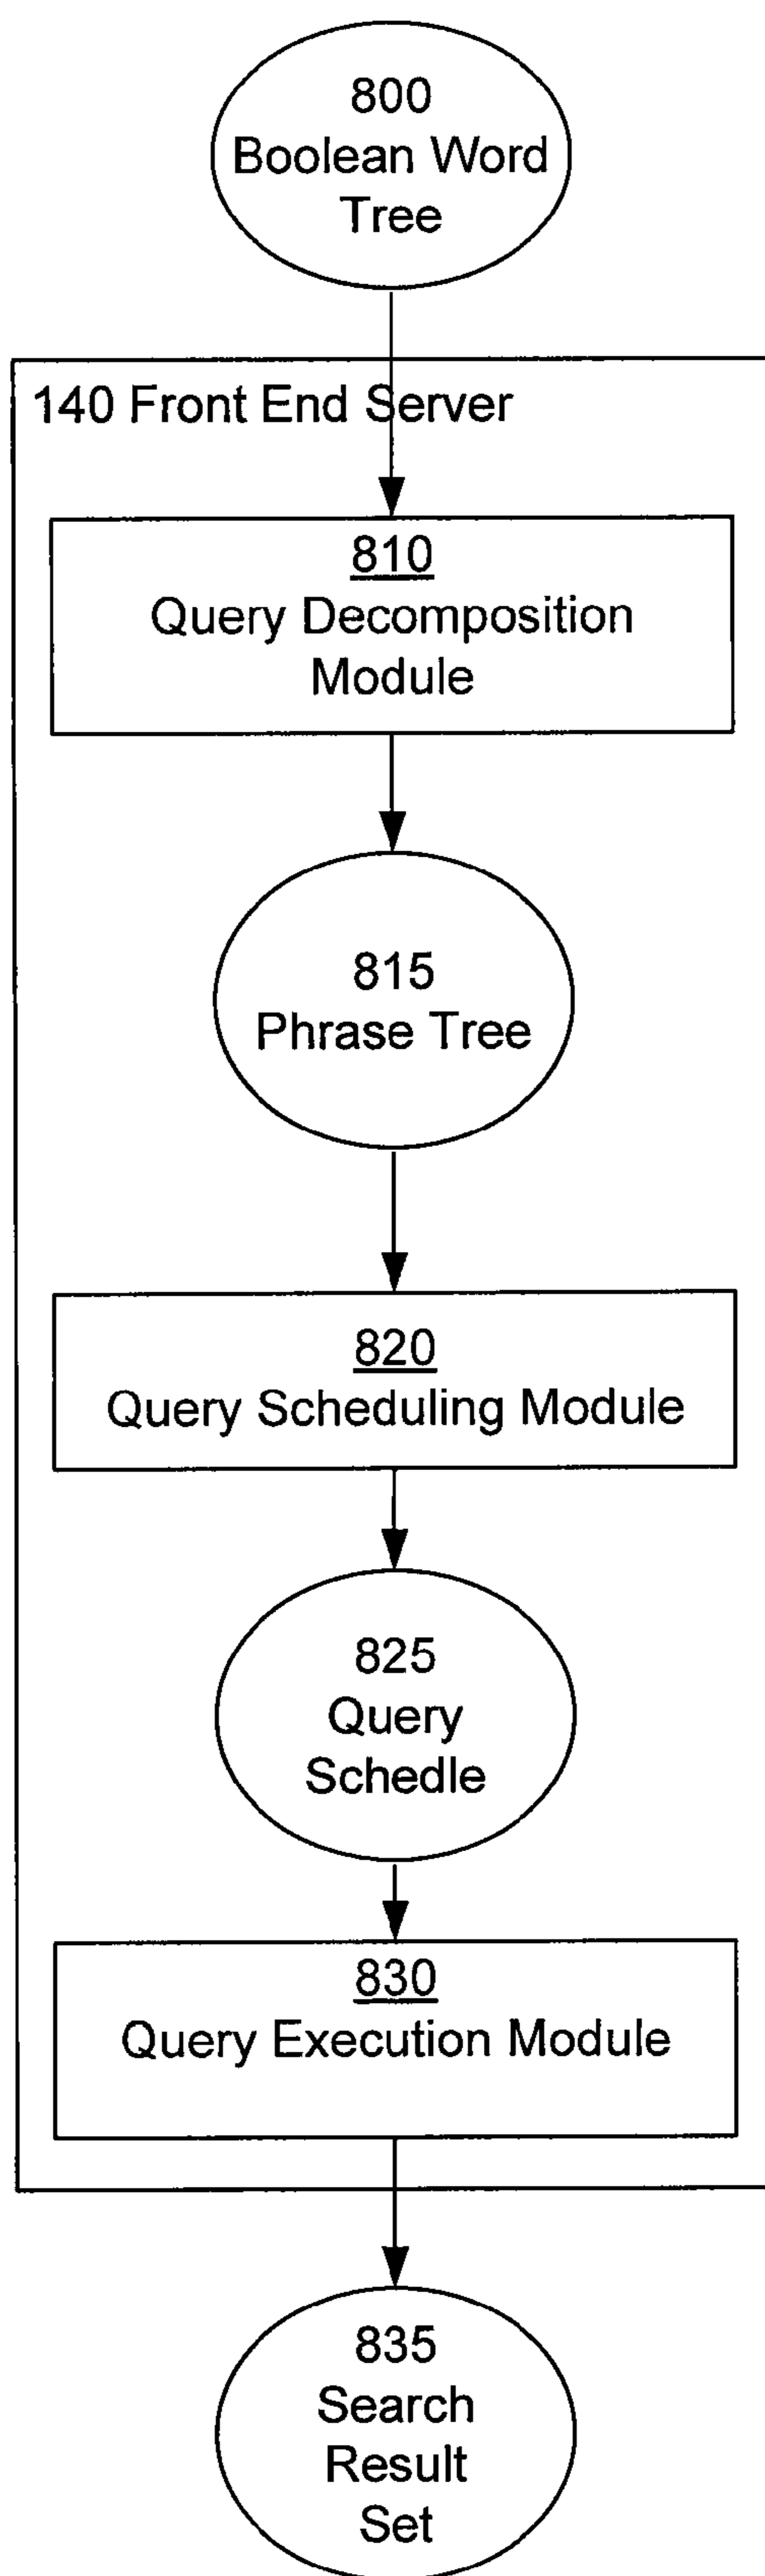 800
Boolean Word
Tree
140 Front End Server
810
Query Decomposition
Module
815
Phrase Tree
820
Query Scheduling Module
825
Query
Schedle
830
Query Execution Module
835
Search
Result
Set